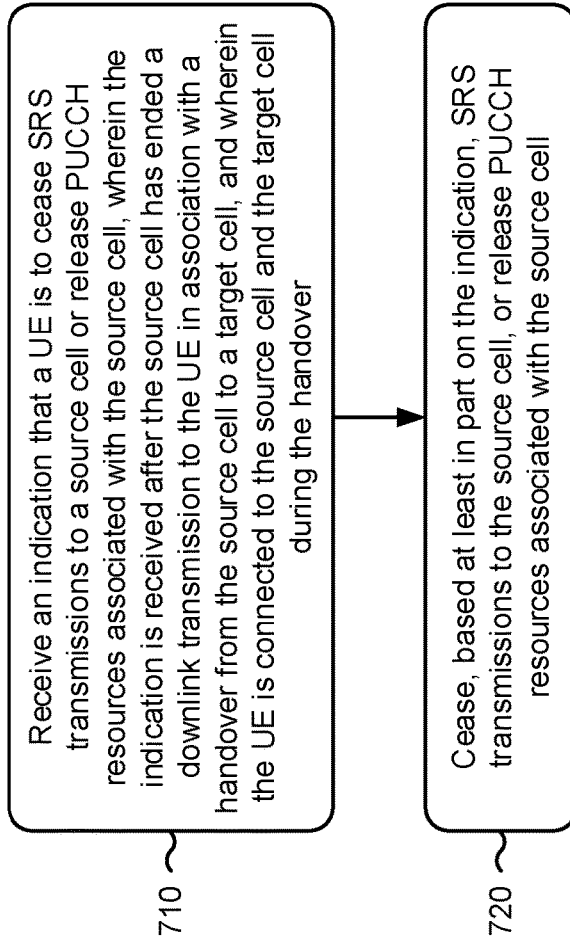 Receive an indication that a UE is to cease SRS
transmissions to a source cell or release PUCCH
resources associated with the source cell, wherein the
indication is received after the source cell has ended a
downlink transmission to the UE in association with a
handover from the source cell to a target cell, and wherein
the UE is connected to the source cell and the target cell
during the handover
710
Cease, based at least in part on the indication, SRS
transmissions to the source cell, or release PUCCH
resources associated with the source cell
720